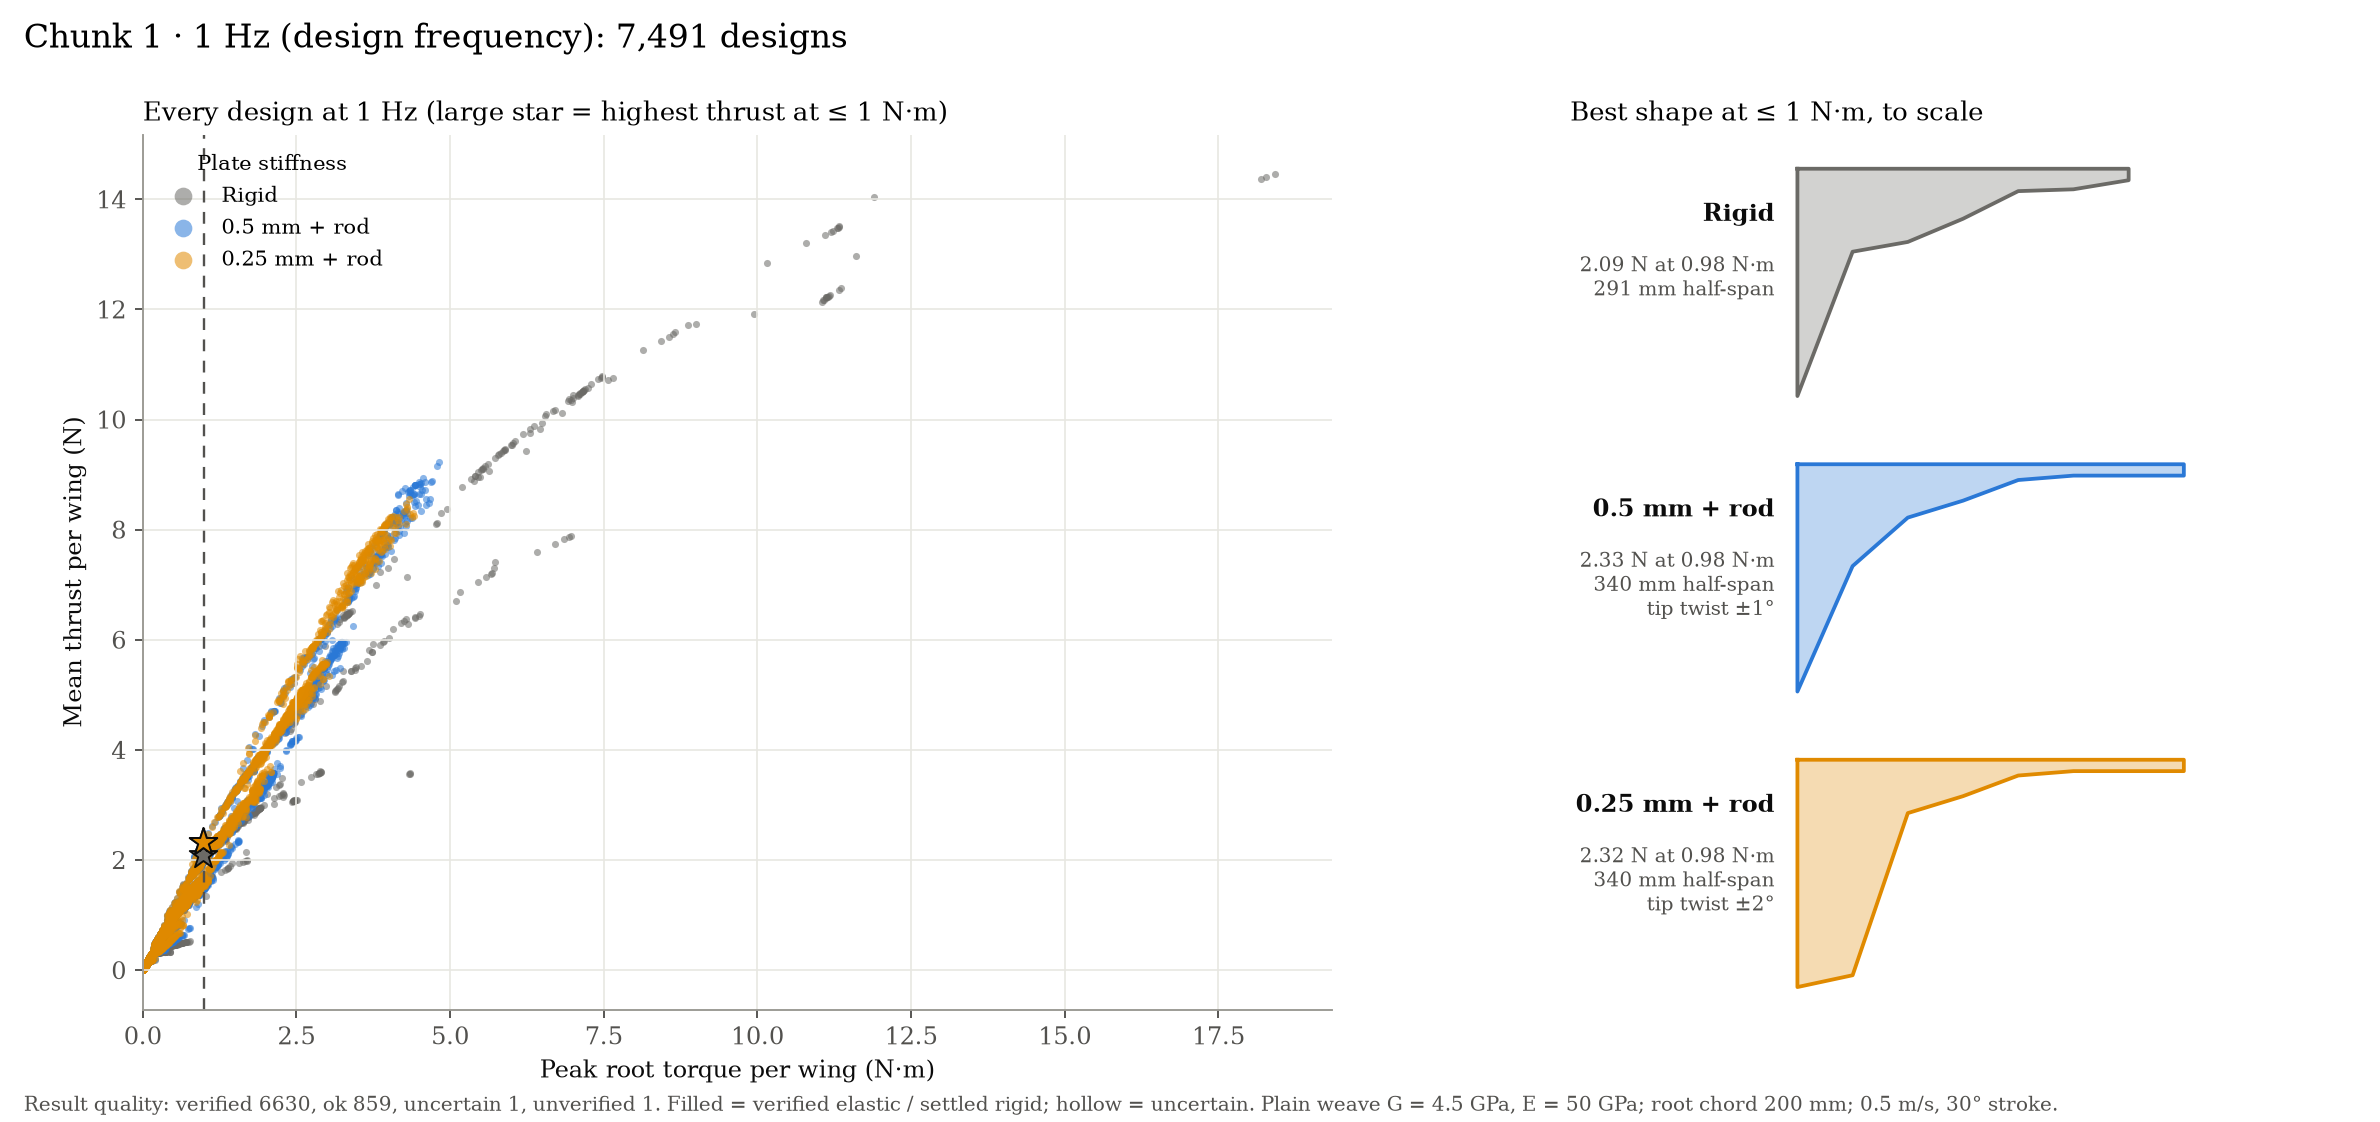 Chunk 1 · 1 Hz (design frequency): 7,491 designs
Every design at 1 Hz (large star = highest thrust at ≤ 1 N·m)
Plate stiffness
Rigid
0.5 mm + rod
0.25 mm + rod
14
12
10
8
6
4
2
0
Mean thrust per wing (N)
0.0
2.5
5.0
7.5
10.0
12.5
15.0
17.5
Peak root torque per wing (N·m)
Best shape at ≤ 1 N·m, to scale
Rigid
2.09 N at 0.98 N·m
291 mm half-span
0.5 mm + rod
2.33 N at 0.98 N·m
340 mm half-span
tip twist ±1°
0.25 mm + rod
2.32 N at 0.98 N·m
340 mm half-span
tip twist ±2°
Result quality: verified 6630, ok 859, uncertain 1, unverified 1. Filled = verified elastic / settled rigid; hollow = uncertain. Plain weave G = 4.5 GPa, E = 50 GPa; root chord 200 mm; 0.5 m/s, 30° stroke.